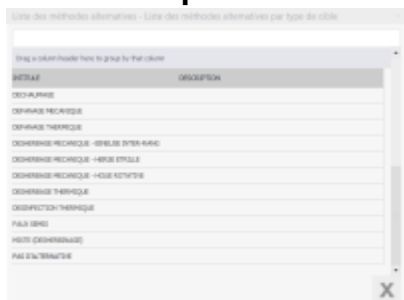 Liste des méthodes alternatives - Liste des méthodes alternatives par type de cible
Drag a column header here to group by that column
INTITULE DESCRIPTION
DECHAUMAGE
DEFANAGE MECANIQUE
DEFANAGE THERMIQUE
DESHERBAGE MECANIQUE - BINEUSE INTER-RANG
DESHERBAGE MECANIQUE - HERSE ETRILLE
DESHERBAGE MECANIQUE - HOUE ROTATIVE
DESHERBAGE THERMIQUE
DESINFECTION THERMIQUE
FAUX SEMIS
MIXTE (DESHERBINAGE)
PAS D'ALTERNATIVE
X